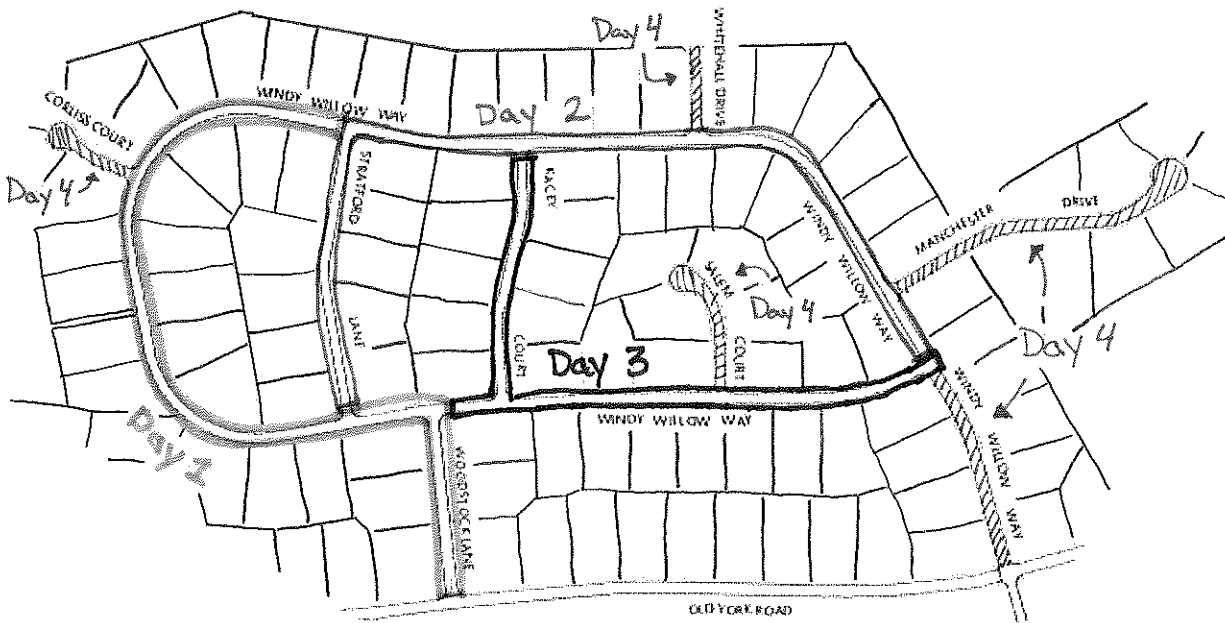 Day 4
WHITEHALL DRIVE
CORLISS COURT
WINDY WILLOW WAY
Day 2
Day 4
STRATFORD
LANE
KACEY
COURT
WINDY WILLOW WAY
MANCHESTER
DRIVE
SALEM
COURT
Day 4
Day 4
Day 3
Day 1
WINDY WILLOW WAY
WINDY WILLOW WAY
WOODSTOCK LANE
OLD YORK ROAD